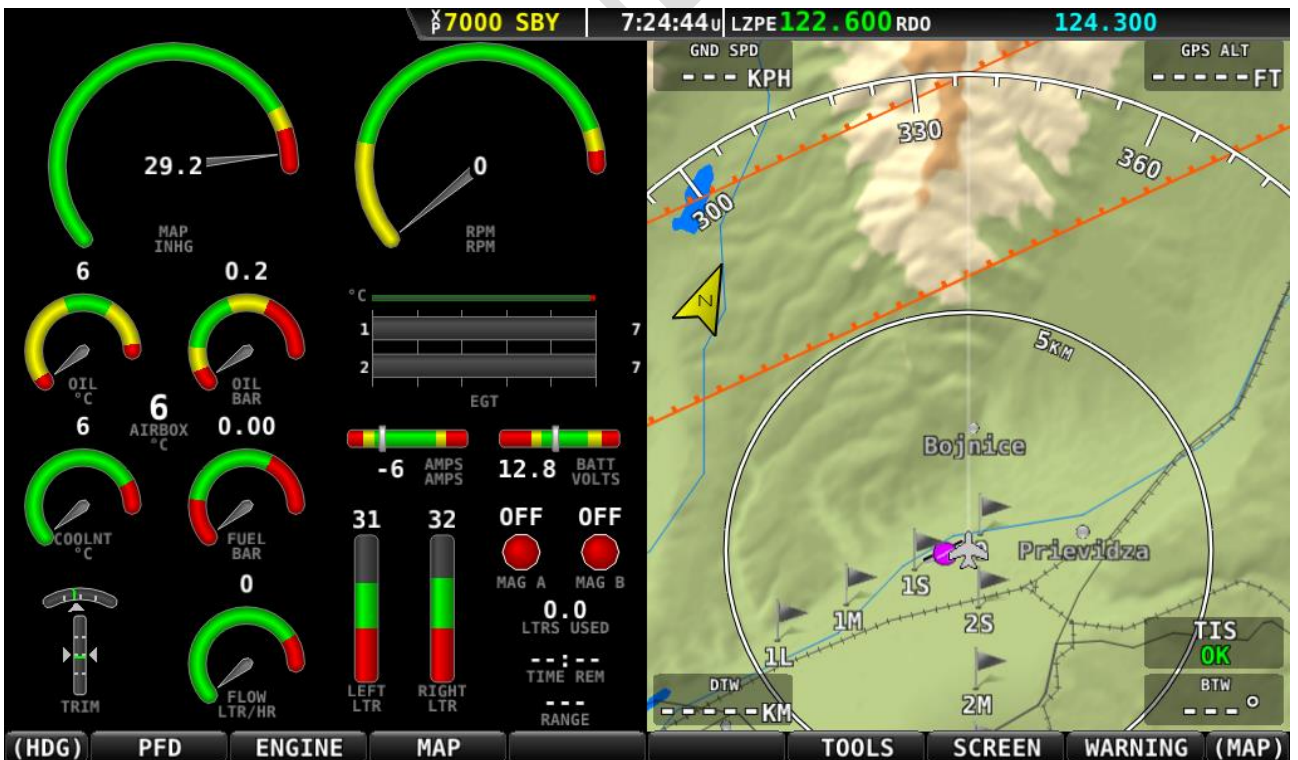 XP 7000 SBY 7:24:44U LZPE 122.600 RDO 124.300
GND SPD
--- KPH
GPS ALT
-----FT
29.2
MAP
INHG
0
RPM
RPM
330
360
300
N
6
OIL
°C
0.2
OIL
BAR
6
AIRBOX
°C
°C
1 7
2 7
EGT
5KM
6
COOLNT
°C
0.00
FUEL
BAR
-6 AMPS
AMPS
12.8 BATT
VOLTS
Bojnice
Prievidza
31
LEFT
LTR
32
RIGHT
LTR
OFF
MAG A
OFF
MAG B
0.0
LTRS USED
--:--
TIME REM
---
RANGE
TRIM
0
FLOW
LTR/HR
1S
1M
1L
2S
2M
TIS
OK
DTW
-----KM
BTW
---°
(HDG) PFD ENGINE MAP TOOLS SCREEN WARNING (MAP)